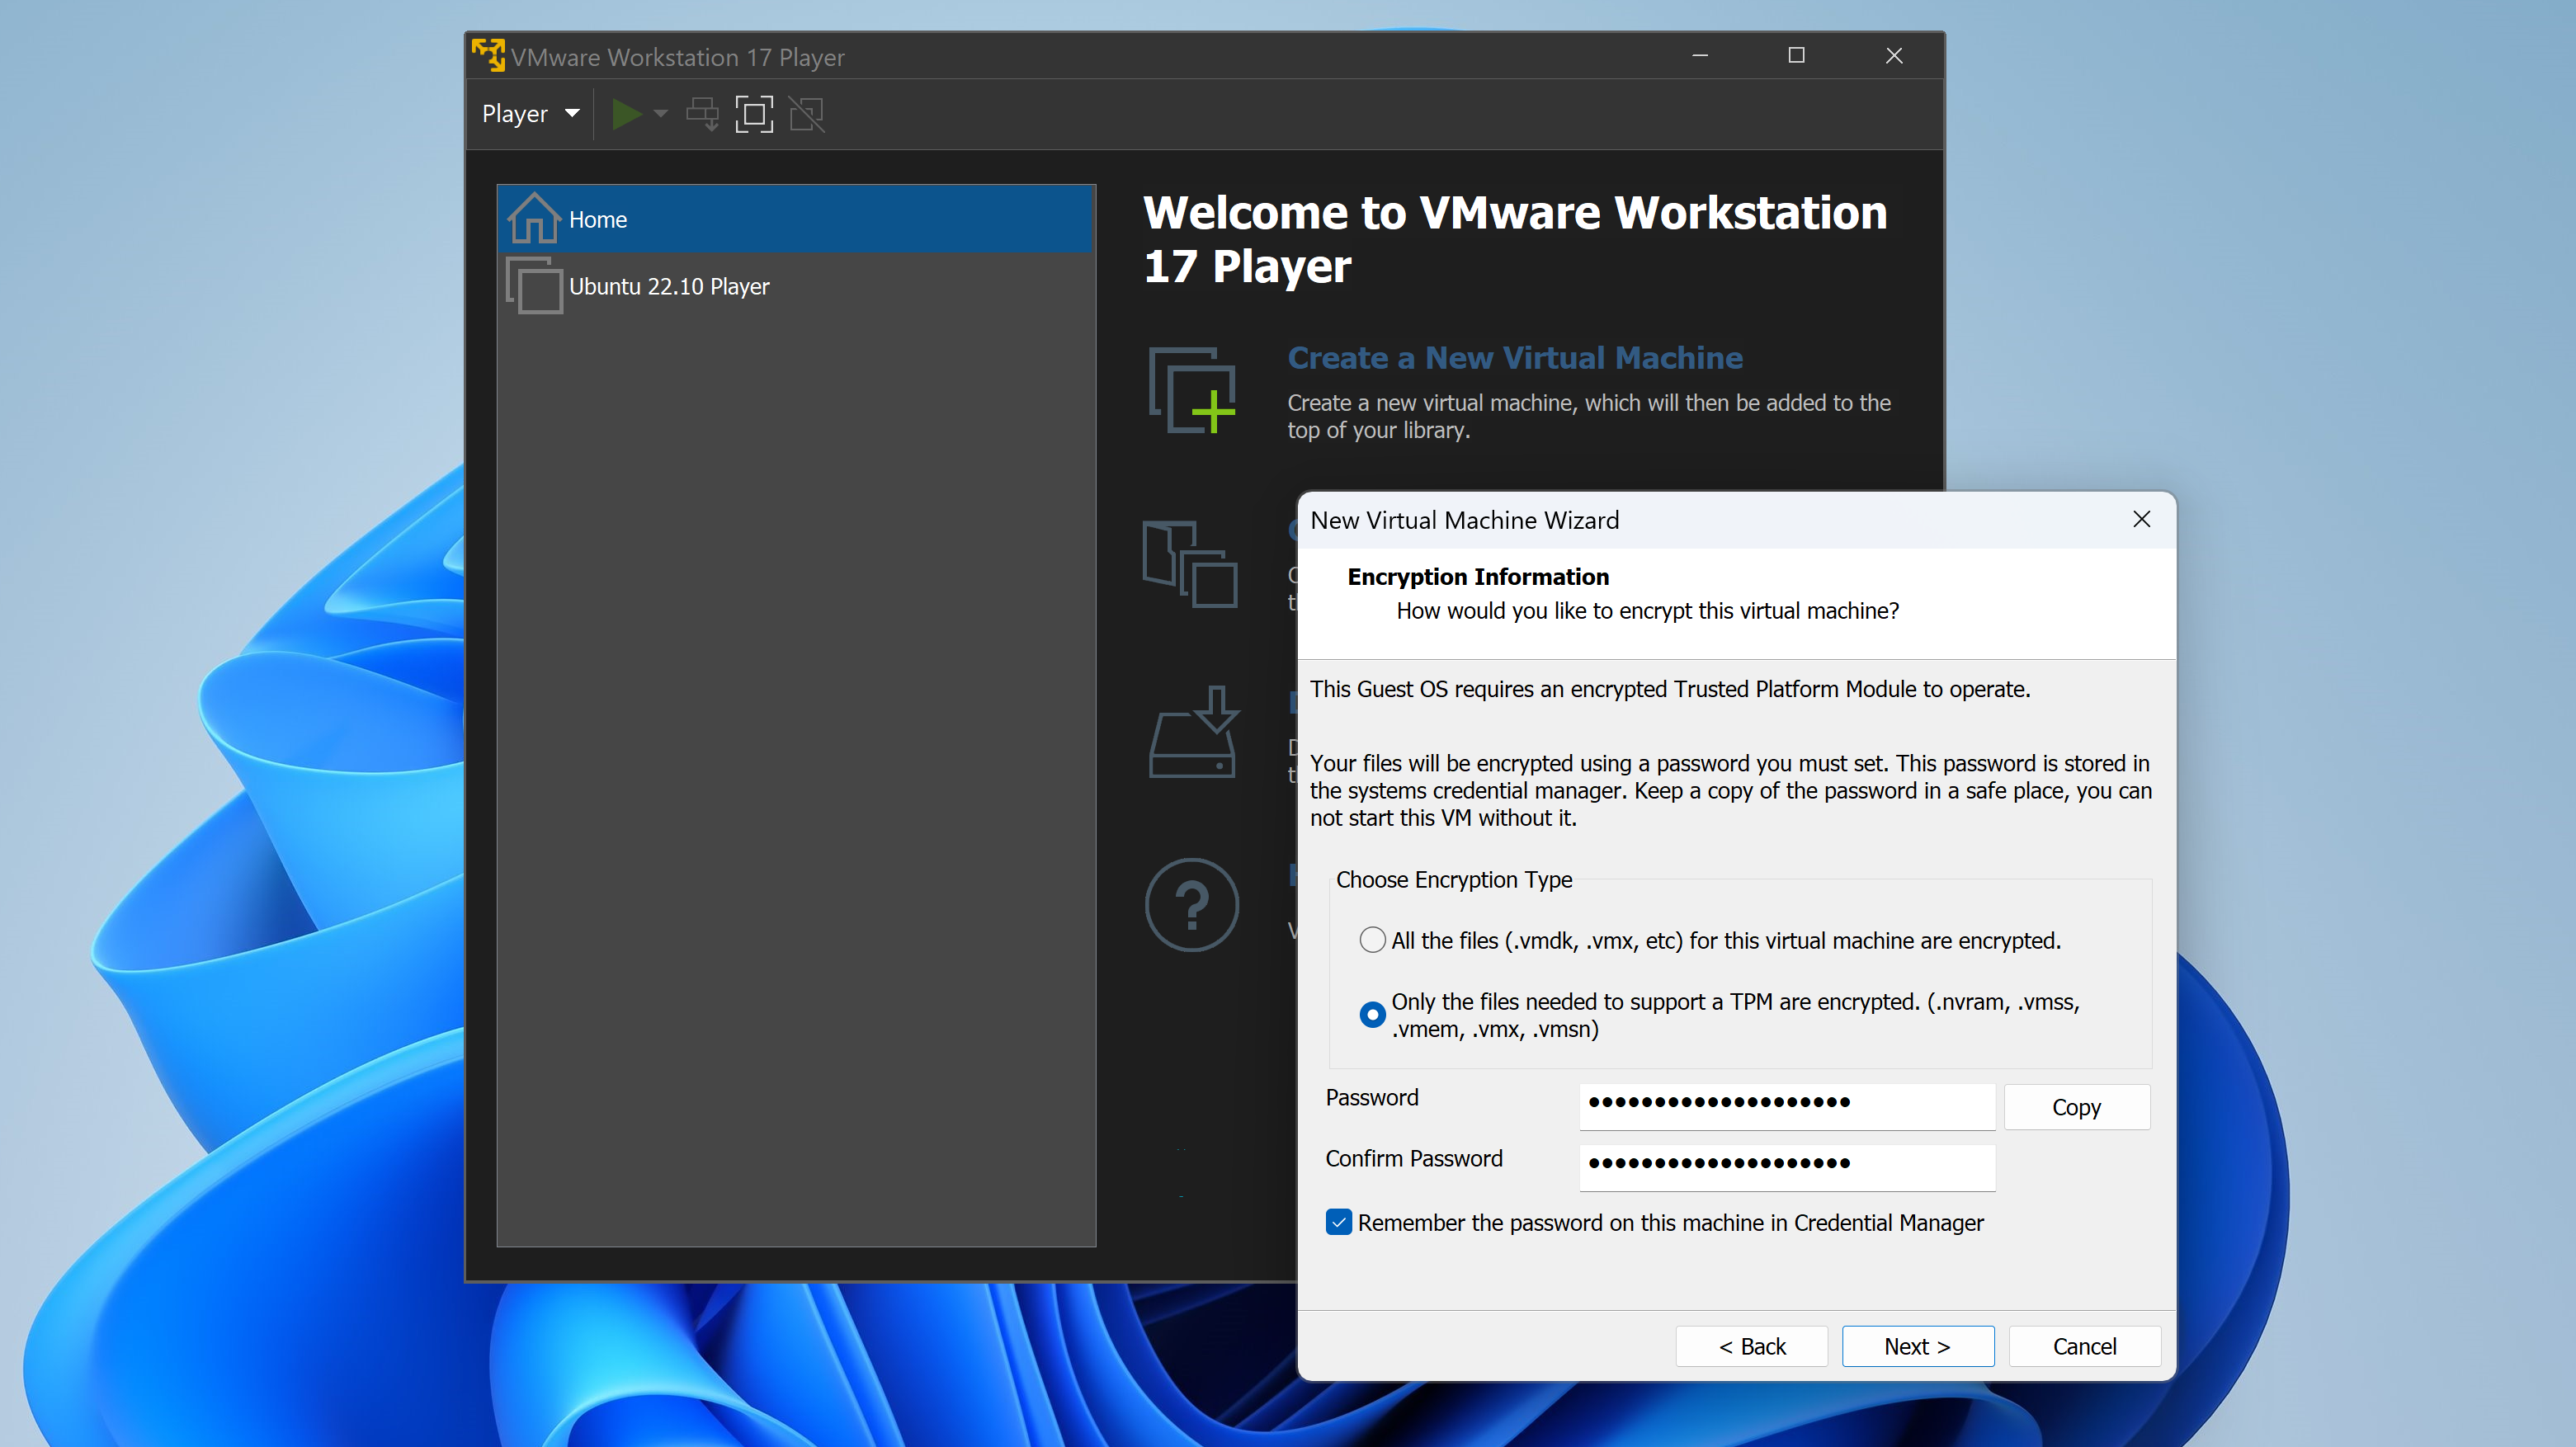 VMware Workstation 17 Player
Player
Home
Ubuntu 22.10 Player
Welcome to VMware Workstation
17 Player
Create a New Virtual Machine
Create a new virtual machine, which will then be added to the
top of your library.
New Virtual Machine Wizard
Encryption Information
How would you like to encrypt this virtual machine?
This Guest OS requires an encrypted Trusted Platform Module to operate.
Your files will be encrypted using a password you must set. This password is stored in
the systems credential manager. Keep a copy of the password in a safe place, you can
not start this VM without it.
Choose Encryption Type
All the files (.vmdk, .vmx, etc) for this virtual machine are encrypted.
Only the files needed to support a TPM are encrypted. (.nvram, .vmss,
.vmem, .vmx, .vmsn)
Password
Copy
Confirm Password
Remember the password on this machine in Credential Manager
< Back
Next >
Cancel